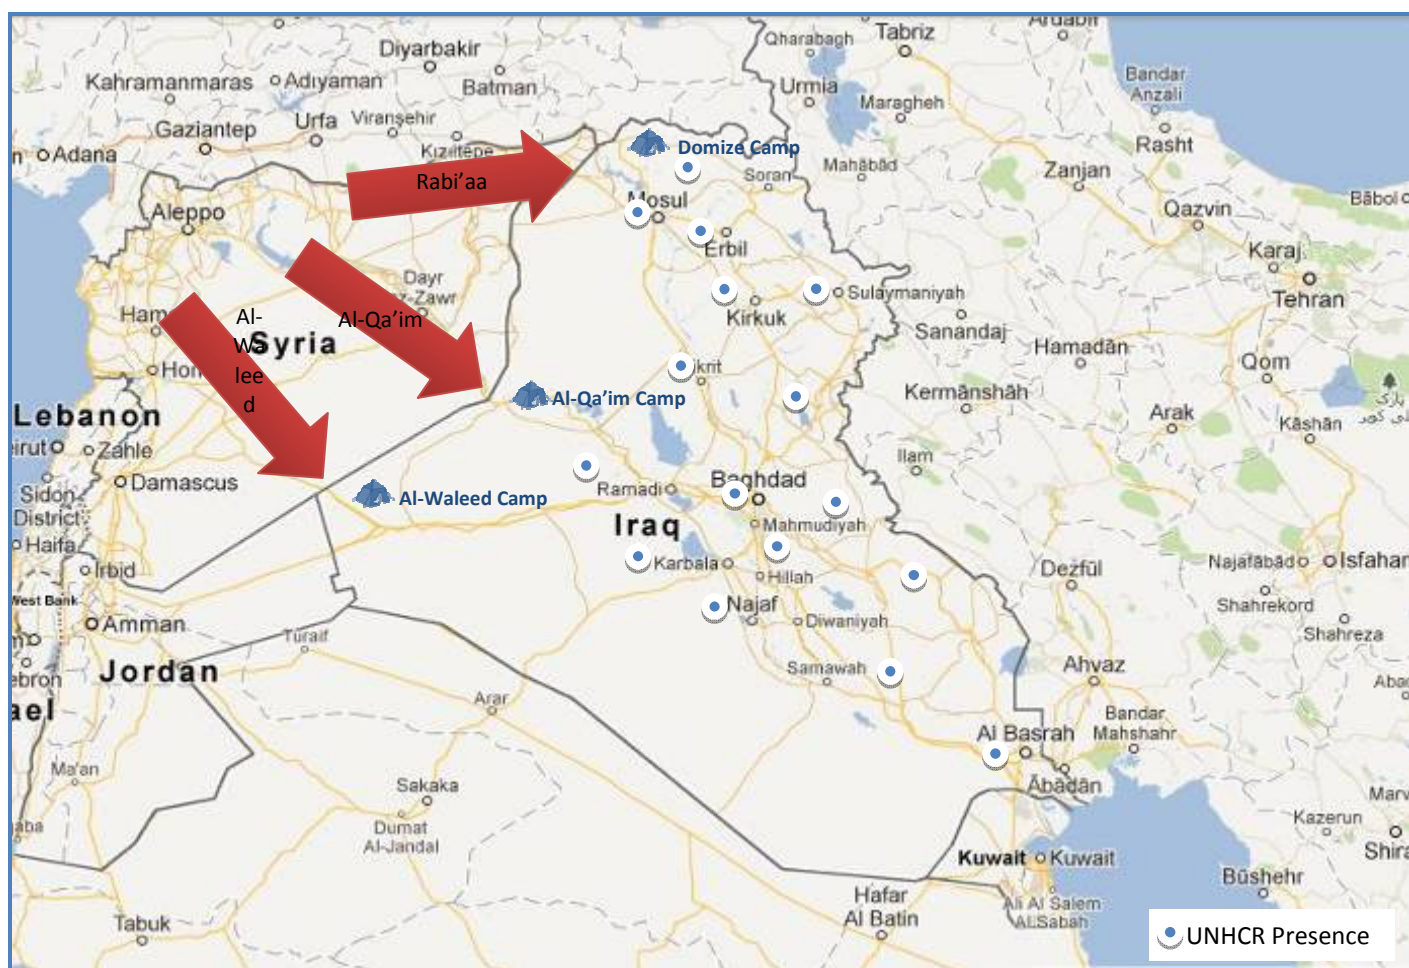 Ardabil
Tabriz
Qharabagh
Diyarbakir
Batman
Kahramanmaras
Adıyaman
Urmia
Maragheh
Bandar
Anzali
Rasht
Gaziantep
Urfa
Viranşehir
Kızıltepe
Adana
Domize Camp
Mahābād
Soran
Zanjan
Rabi'aa
Aleppo
Mosul
Erbil
Qazvin
Bābol
Karaj
Tehran
Dayr
Sulaymaniyah
Kirkuk
Sanandaj
Hamadān
Qom
Al-
Wa
lee
d
Syria
Al-Qa'im
Kermānshāh
Arak
Kāshān
Al-Qa'im Camp
Lebanon
Zahle
Damascus
Sidon
District
Haifa
Irbid
West Bank
Amman
Jordan
Al-Waleed Camp
Ramadi
Baghdad
Ilam
Iraq
Mahmudiyah
Karbala
Hillah
Najaf
Diwaniyah
Samawah
Dezfūl
Najafābād
Isfahan
Shahrekord
Shahreza
Turaif
Arar
Ahvaz
Bandar
Mahshahr
Al Basrah
Ābādān
Ma'an
Sakaka
Dumat
Al-Jandal
Kazerun
Kuwait
Kuwait
Būshehr
Hafar
Al Batin
Ali Al Salem
AlSabah
Tabuk
UNHCR Presence